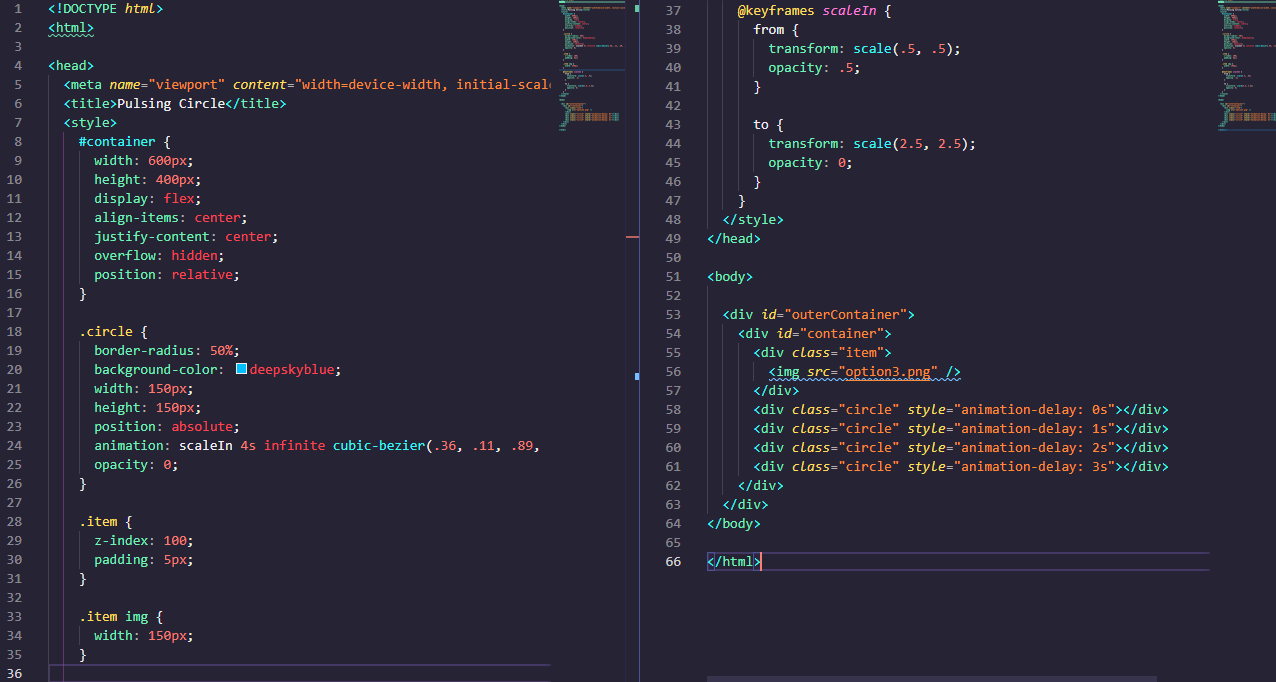 1 <!DOCTYPE html>
2 <html>
3
4 <head>
5 <meta name="viewport" content="width=device-width, initial-scale
6 <title>Pulsing Circle</title>
7 <style>
8 #container {
9 width: 600px;
10 height: 400px;
11 display: flex;
12 align-items: center;
13 justify-content: center;
14 overflow: hidden;
15 position: relative;
16 }
17
18 .circle {
19 border-radius: 50%;
20 background-color: deepskyblue;
21 width: 150px;
22 height: 150px;
23 position: absolute;
24 animation: scaleIn 4s infinite cubic-bezier(.36, .11, .89,
25 opacity: 0;
26 }
27
28 .item {
29 z-index: 100;
30 padding: 5px;
31 }
32
33 .item img {
34 width: 150px;
35 }
36
37 @keyframes scaleIn {
38 from {
39 transform: scale(.5, .5);
40 opacity: .5;
41 }
42
43 to {
44 transform: scale(2.5, 2.5);
45 opacity: 0;
46 }
47 }
48 </style>
49 </head>
50
51 <body>
52
53 <div id="outerContainer">
54 <div id="container">
55 <div class="item">
56 <img src="option3.png" />
57 </div>
58 <div class="circle" style="animation-delay: 0s"></div>
59 <div class="circle" style="animation-delay: 1s"></div>
60 <div class="circle" style="animation-delay: 2s"></div>
61 <div class="circle" style="animation-delay: 3s"></div>
62 </div>
63 </div>
64 </body>
65
66 </html>